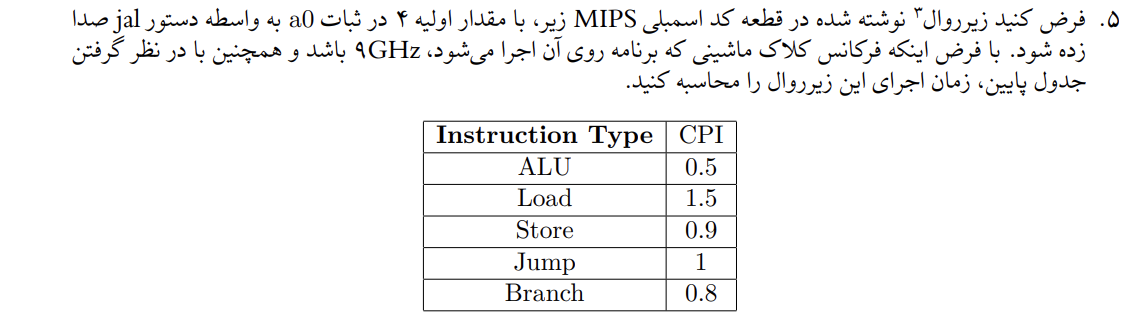 ۵. فرض کنید زیرروال۳ نوشته شده در قطعه کد اسمبلی MIPS زیر، با مقدار اولیه ۴ در ثبات a0 به واسطه دستور jal صدا
زده شود. با فرض اینکه فرکانس کلاک ماشینی که برنامه روی آن اجرا می‌شود، ۹GHz باشد و همچنین با در نظر گرفتن
جدول پایین، زمان اجرای این زیرروال را محاسبه کنید.
Instruction Type CPI
ALU 0.5
Load 1.5
Store 0.9
Jump 1
Branch 0.8